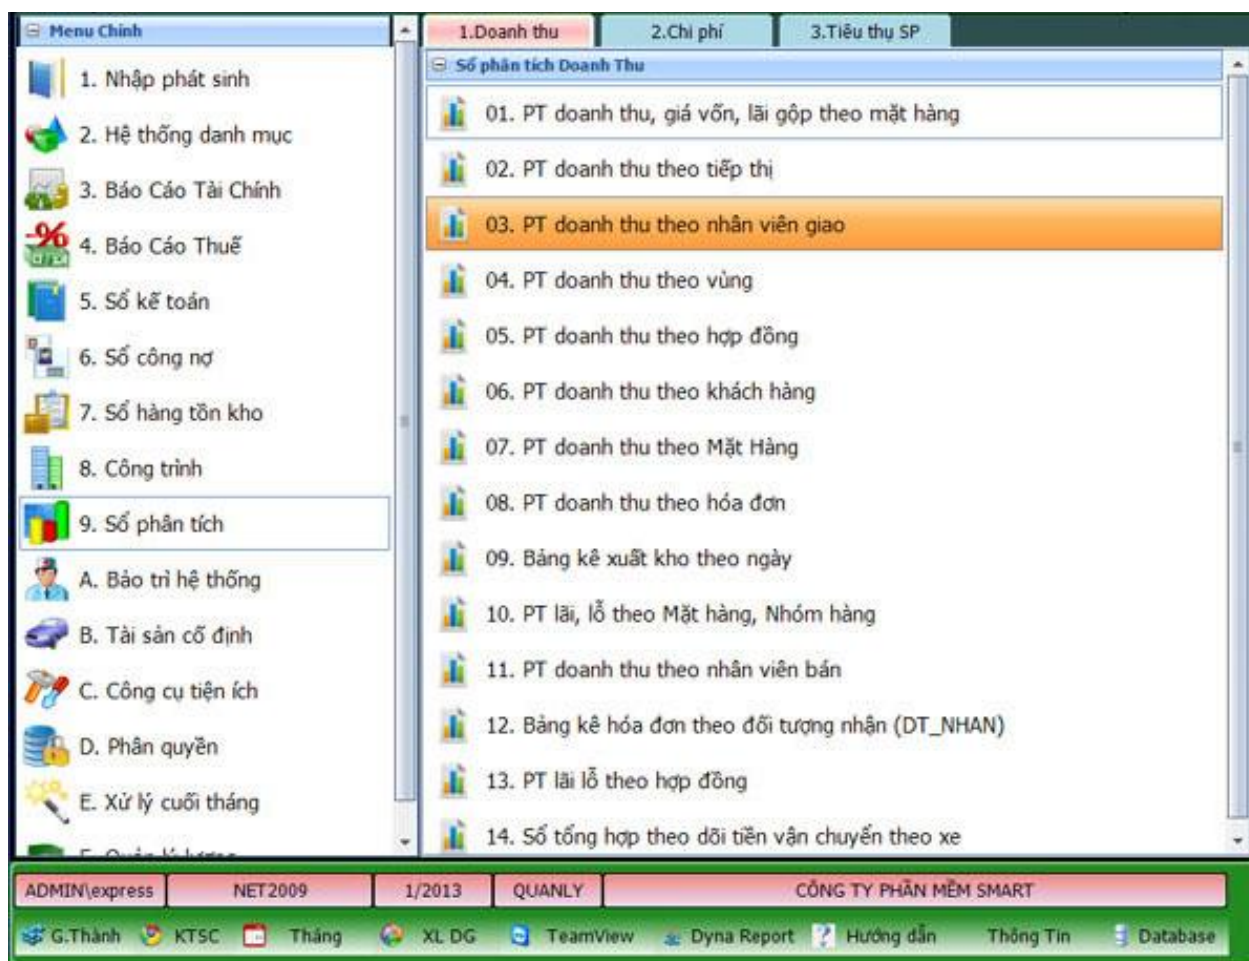 Menu Chính
1. Nhập phát sinh
2. Hệ thống danh mục
3. Báo Cáo Tài Chính
4. Báo Cáo Thuế
5. Sổ kế toán
6. Sổ công nợ
7. Sổ hàng tồn kho
8. Công trình
9. Sổ phân tích
A. Bảo trì hệ thống
B. Tài sản cố định
C. Công cụ tiện ích
D. Phân quyền
E. Xử lý cuối tháng
1.Doanh thu 2.Chi phí 3.Tiêu thụ SP
Sổ phân tích Doanh Thu
01. PT doanh thu, giá vốn, lãi gộp theo mặt hàng
02. PT doanh thu theo tiếp thị
03. PT doanh thu theo nhân viên giao
04. PT doanh thu theo vùng
05. PT doanh thu theo hợp đồng
06. PT doanh thu theo khách hàng
07. PT doanh thu theo Mặt Hàng
08. PT doanh thu theo hóa đơn
09. Bảng kê xuất kho theo ngày
10. PT lãi, lỗ theo Mặt hàng, Nhóm hàng
11. PT doanh thu theo nhân viên bán
12. Bảng kê hóa đơn theo đối tượng nhận (DT_NHAN)
13. PT lãi lỗ theo hợp đồng
14. Sổ tổng hợp theo dõi tiền vận chuyển theo xe
ADMIN\express NET2009 1/2013 QUANLY CÔNG TY PHẦN MỀM SMART
G.Thành KTSC Tháng XL DG TeamView Dyna Report Hướng dẫn Thông Tin Database